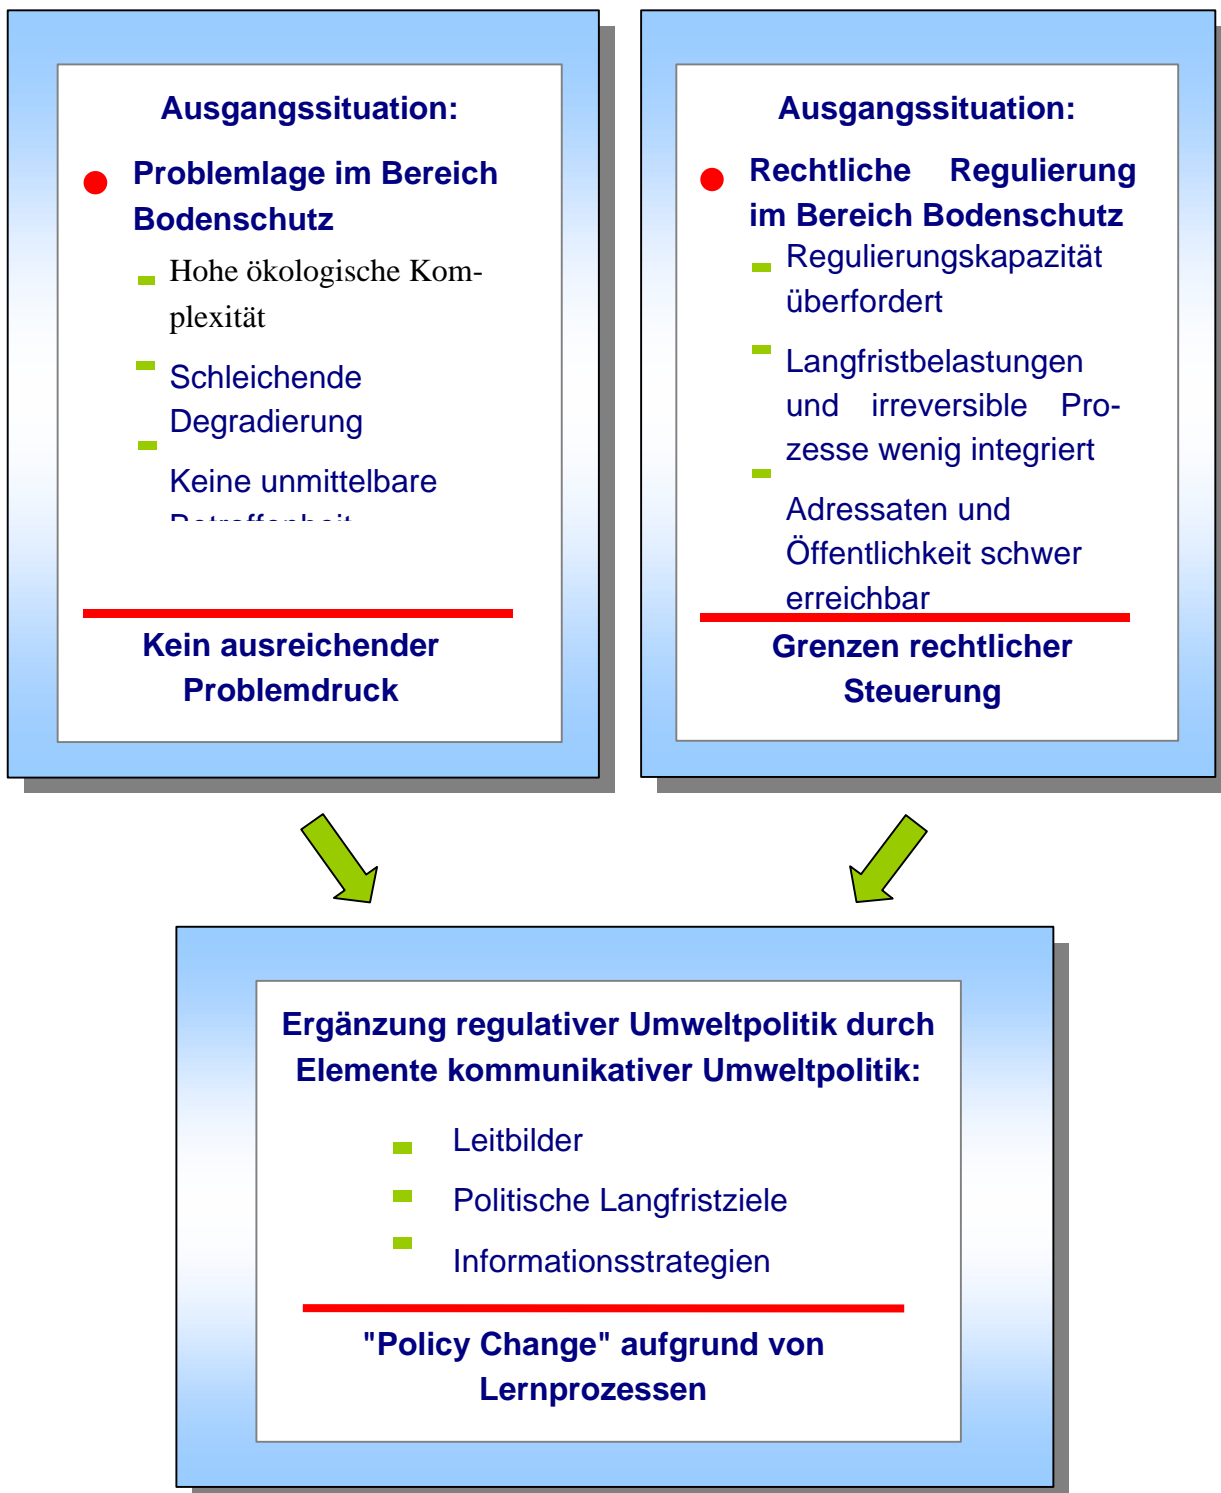 Ausgangssituation:
Problemlage im Bereich
Bodenschutz
Hohe ökologische Kom-
plexität
Schleichende
Degradierung
Keine unmittelbare
Kein ausreichender
Problemdruck
Ausgangssituation:
Rechtliche Regulierung
im Bereich Bodenschutz
Regulierungskapazität
überfordert
Langfristbelastungen
und irreversible Pro-
zesse wenig integriert
Adressaten und
Öffentlichkeit schwer
erreichbar
Grenzen rechtlicher
Steuerung
Ergänzung regulativer Umweltpolitik durch
Elemente kommunikativer Umweltpolitik:
Leitbilder
Politische Langfristziele
Informationsstrategien
"Policy Change" aufgrund von
Lernprozessen